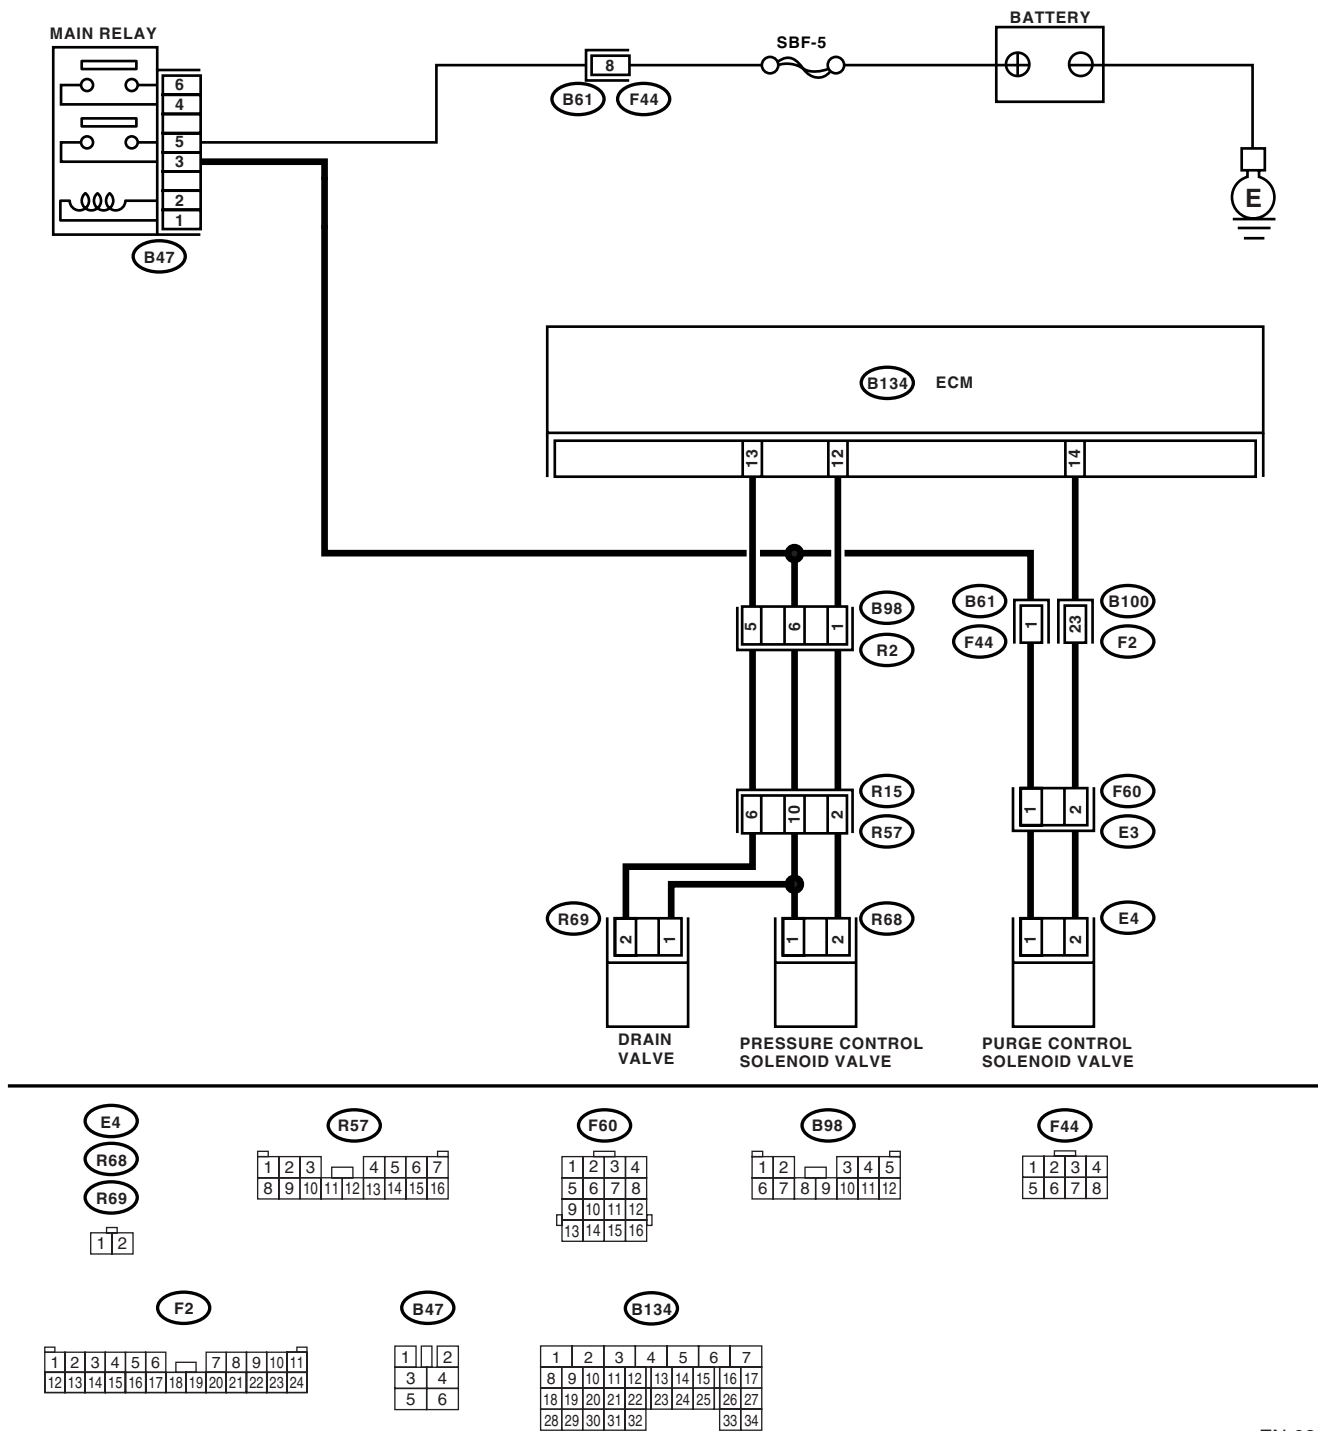 BATTERY
MAIN RELAY
SBF-5
8
B61 F44
6
4
5
3
2
1
B47
E
B134 ECM
13 12 14
5 6 1
B98
R2
B61
F44
1
23
B100
F2
6 10 2
R15
R57
1 2
F60
E3
R69
2 1
1 2
R68
1 2
E4
DRAIN
VALVE
PRESSURE CONTROL
SOLENOID VALVE
PURGE CONTROL
SOLENOID VALVE
E4
R68
R69
1 2
R57
1 2 3 4 5 6 7
8 9 10 11 12 13 14 15 16
F60
1 2 3 4
5 6 7 8
9 10 11 12
13 14 15 16
B98
1 2 3 4 5
6 7 8 9 10 11 12
F44
1 2 3 4
5 6 7 8
F2
1 2 3 4 5 6 7 8 9 10 11
12 13 14 15 16 17 18 19 20 21 22 23 24
B47
1 2
3 4
5 6
B134
1 2 3 4 5 6 7
8 9 10 11 12 13 14 15 16 17
18 19 20 21 22 23 24 25 26 27
28 29 30 31 32 33 34